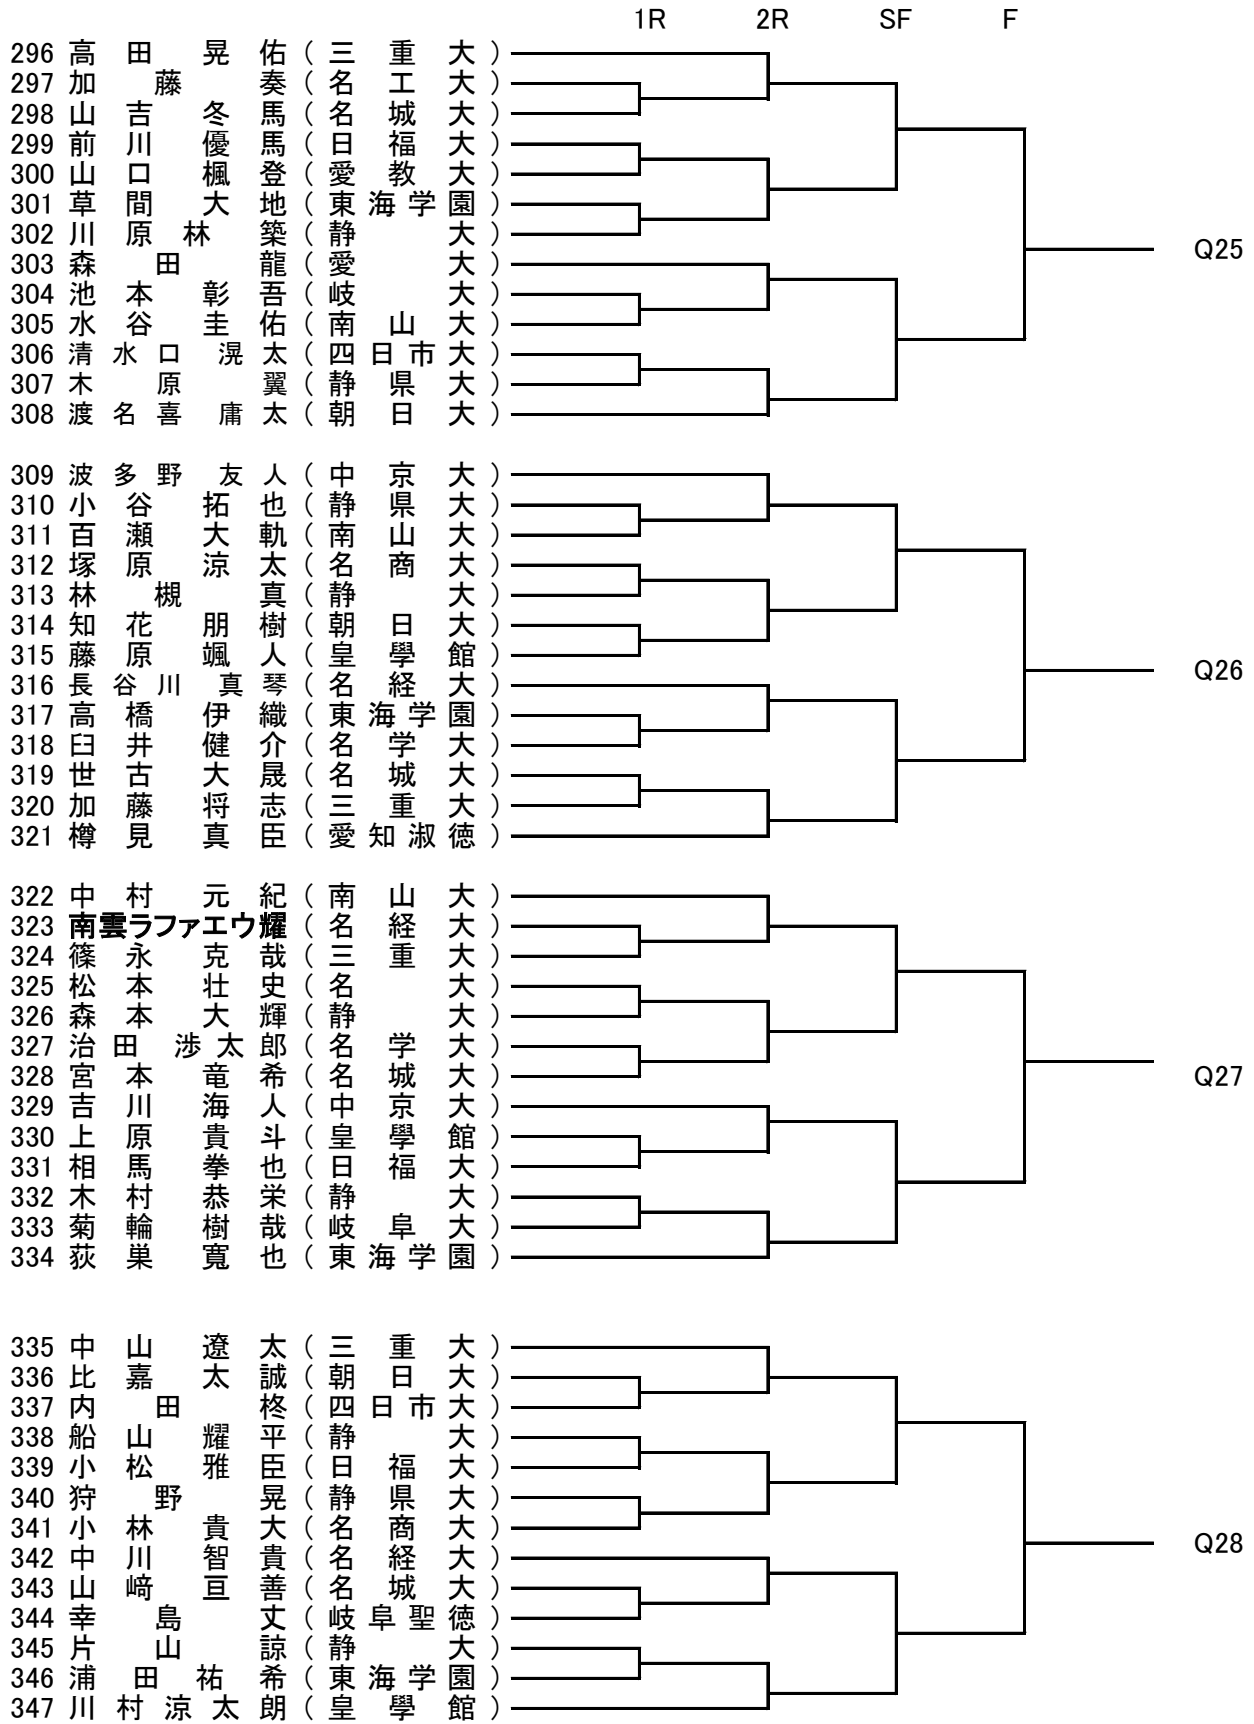 1R 2R SF F
296 高田 晃佑 (三重大)
297 加藤 奏 (名工大)
298 山吉 冬馬 (名城大)
299 前川 優馬 (日福大)
300 山口 楓登 (愛教大)
301 草間 大地 (東海学園)
302 川原林 築 (静大)
303 森田 龍 (愛大)
304 池本 彰吾 (岐大)
305 水谷 圭佑 (南山大)
306 清水口 滉太 (四日市大)
307 木原 翼 (静県大)
308 渡名喜 庸太 (朝日大)
Q25
309 波多野 友人 (中京大)
310 小谷 拓也 (静県大)
311 百瀬 大軌 (南山大)
312 塚原 涼太 (名商大)
313 林 槻真 (静大)
314 知花 朋樹 (朝日大)
315 藤原 颯人 (皇學館)
316 長谷川 真琴 (名経大)
317 高橋 伊織 (東海学園)
318 臼井 健介 (名学大)
319 世古 大晟 (名城大)
320 加藤 将志 (三重大)
321 樽見 真臣 (愛知淑徳)
Q26
322 中村 元紀 (南山大)
323 南雲ラファエウ耀 (名経大)
324 篠永 克哉 (三重大)
325 松本 壮史 (名大)
326 森本 大輝 (静大)
327 治田 渉太郎 (名学大)
328 宮本 竜希 (名城大)
329 吉川 海人 (中京大)
330 上原 貴斗 (皇學館)
331 相馬 拳也 (日福大)
332 木村 恭栄 (静大)
333 菊輪 樹哉 (岐阜大)
334 荻巣 寛也 (東海学園)
Q27
335 中山 遼太 (三重大)
336 比嘉 太誠 (朝日大)
337 内田 柊 (四日市大)
338 船山 耀平 (静大)
339 小松 雅臣 (日福大)
340 狩野 晃 (静県大)
341 小林 貴大 (名商大)
342 中川 智貴 (名経大)
343 山﨑 亘善 (名城大)
344 幸島 丈 (岐阜聖徳)
345 片山 諒 (静大)
346 浦田 祐希 (東海学園)
347 川村 涼太朗 (皇學館)
Q28